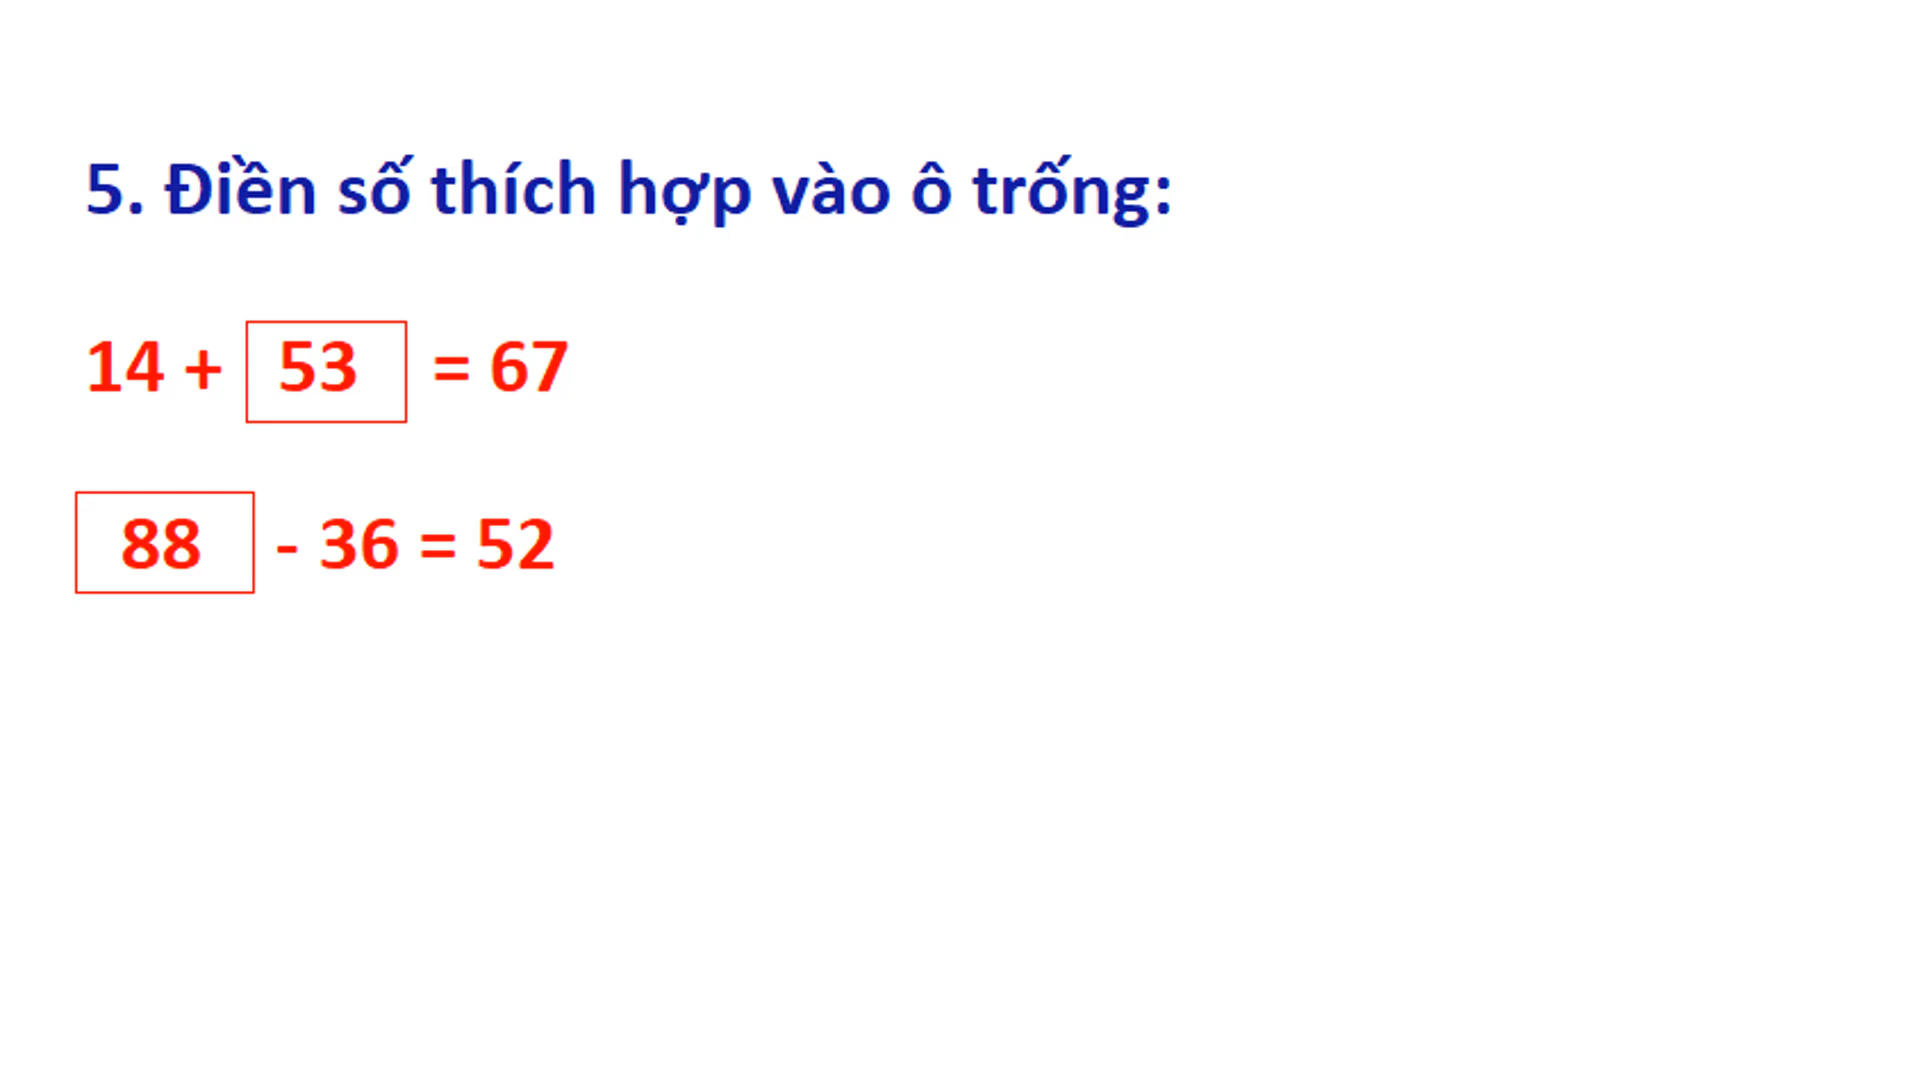 5. Điền số thích hợp vào ô trống:
14 + 53 = 67
88 - 36 = 52